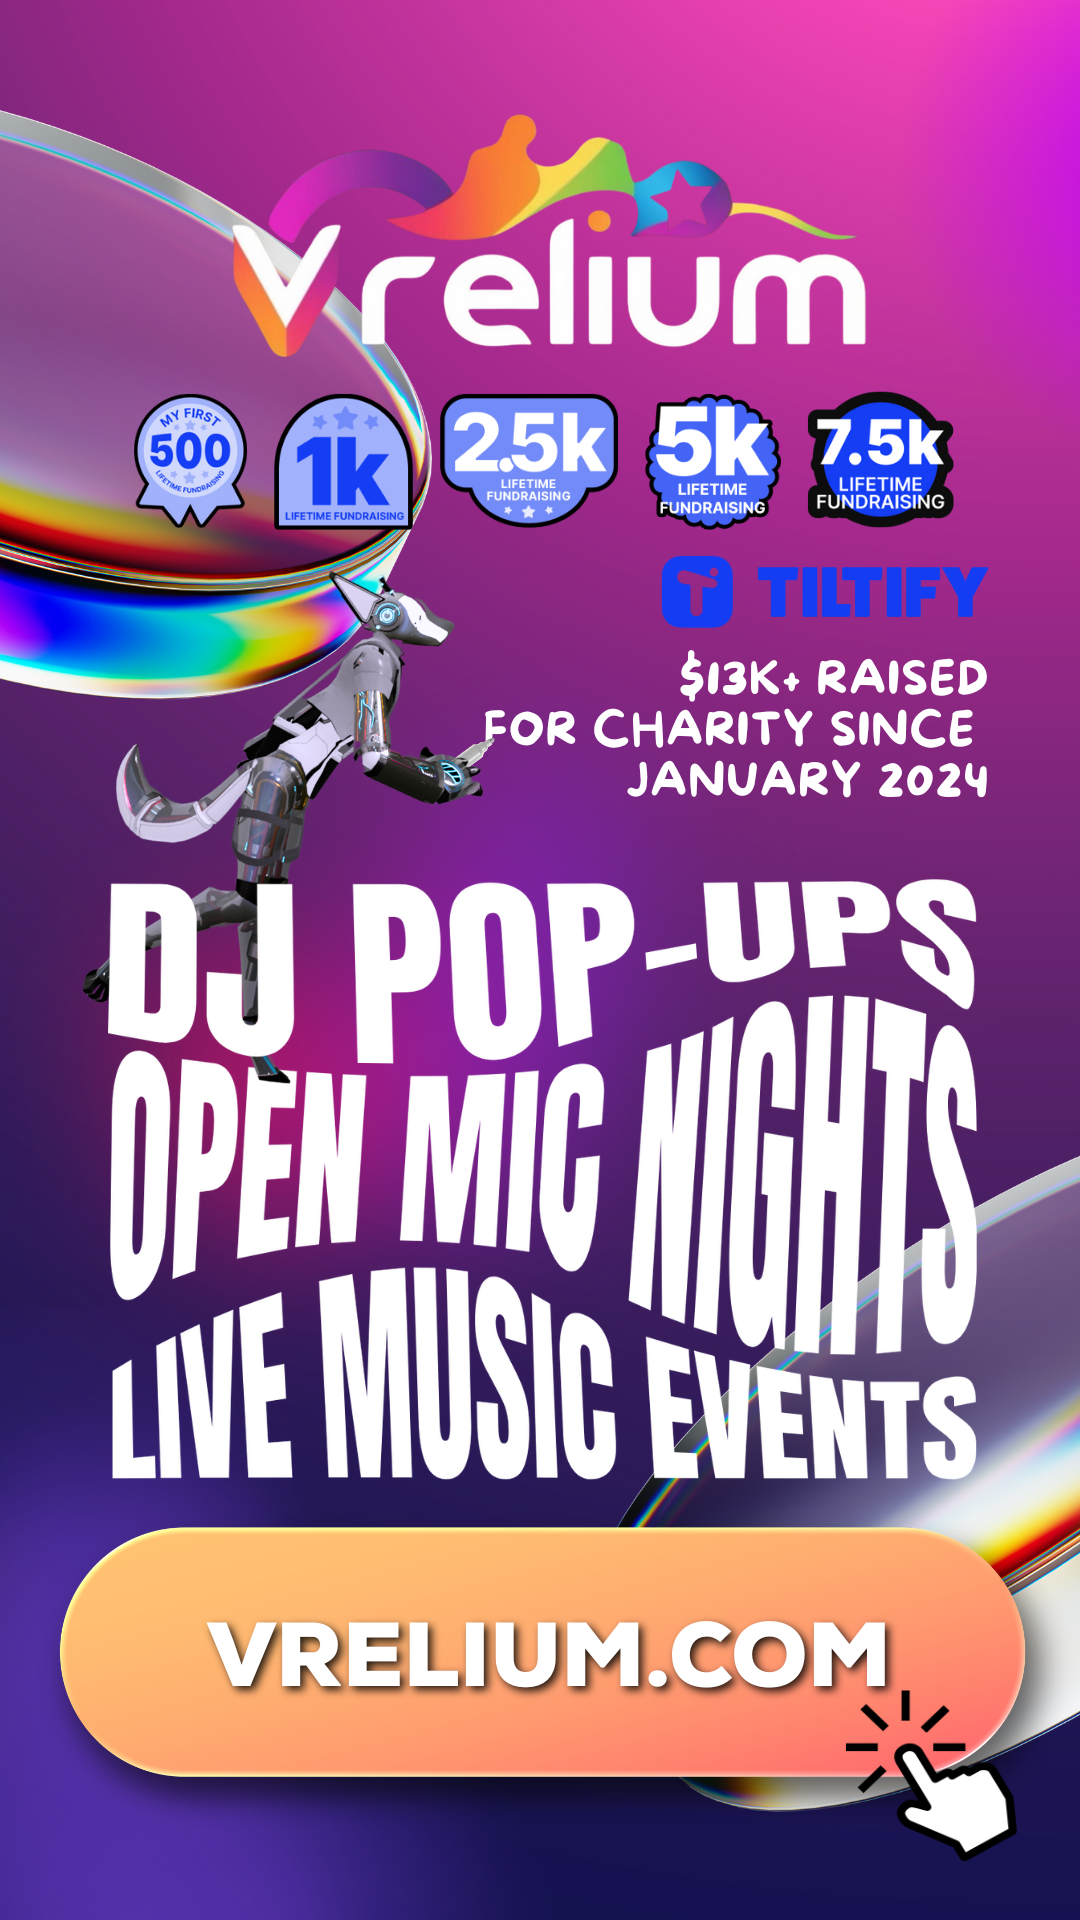 Vrelium
MY FIRST
500
LIFETIME FUNDRAISING
1k
LIFETIME FUNDRAISING
2.5k
LIFETIME
FUNDRAISING
5k
LIFETIME
FUNDRAISING
7.5k
LIFETIME
FUNDRAISING
TILTIFY
$13K+ RAISED
FOR CHARITY SINCE
JANUARY 2024
DJ POP-UPS
OPEN MIC NIGHTS
LIVE MUSIC EVENTS
VRELIUM.COM